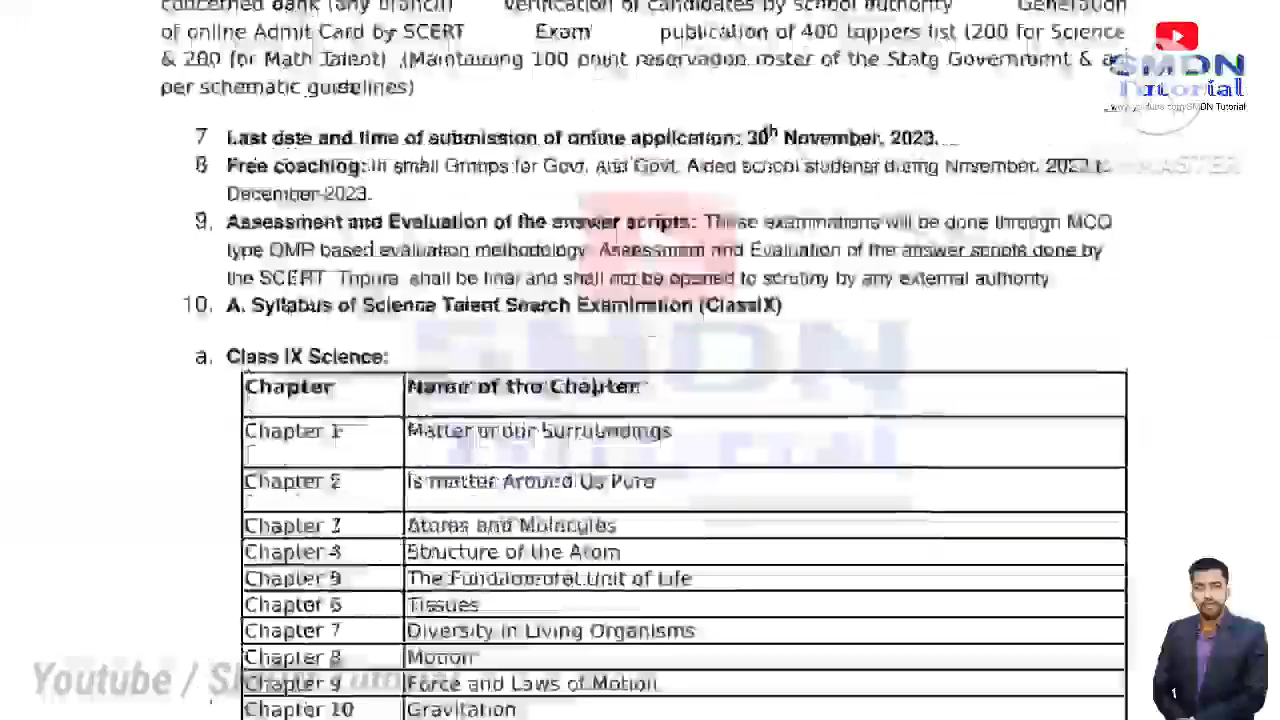 concerned bank (any branch) verification of candidates by school authority Generation
of online Admit Card by SCERT Exam publication of 400 toppers list (200 for Science
& 200 for Math Talent) (Maintaining 100 point reservation roster of the State Government & as
per schematic guidelines)
SMDN
Tutorial
7 Last date and time of submission of online application: 30th November, 2023.
8 Free coaching: In small Groups for Govt. And Govt. Aided school students during November, 2023 to
December-2023.
9. Assessment and Evaluation of the answer scripts: These examinations will be done through MCQ
type OMR based evaluation methodology. Assessment and Evaluation of the answer scripts done by
the SCERT Tripura shall be final and shall not be opened to scrutiny by any external authority
10. A. Syllabus of Science Talent Search Examination (ClassIX)
a. Class IX Science:
Chapter Name of the Chapter
Chapter 1 Matter in our Surroundings
Chapter 2 Is matter Around Us Pure
Chapter Atoms and Molecules
Chapter 4 Structure of the Atom
Chapter The Fundamental Unit of Life
Chapter 6 Tissues
Chapter 7 Diversity in Living Organisms
Chapter 8 Motion
Chapter 9 Force and Laws of Motion
Chapter 10 Gravitation
SMDN
Tutorial
Youtube / SMDN Tutorial
1